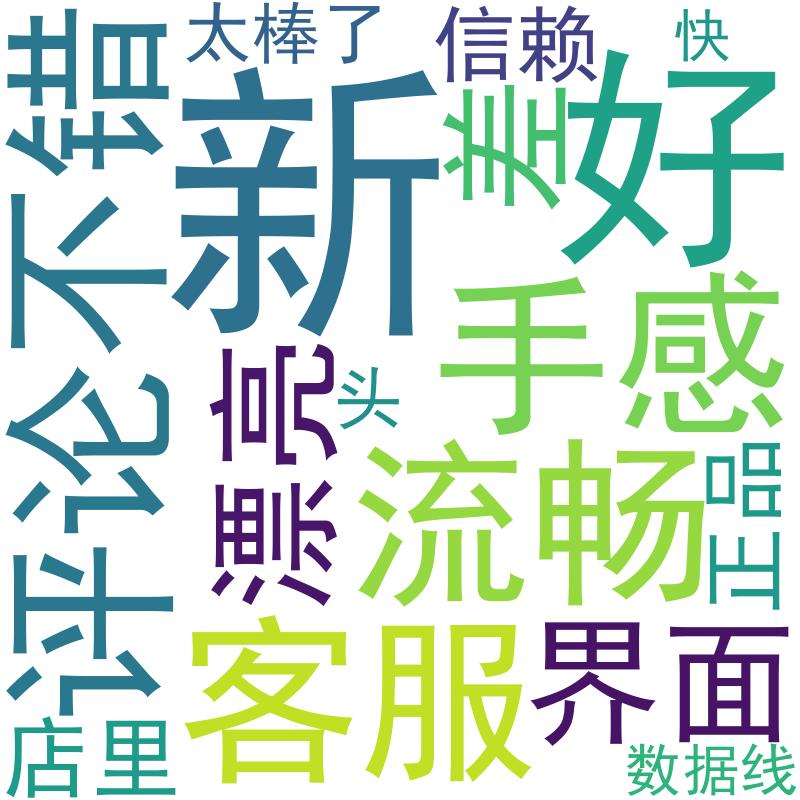 太棒了
信赖
快
评论不错
新
差
好
手感
漂亮
头
流畅
正品
客服
界面
店里
数据线